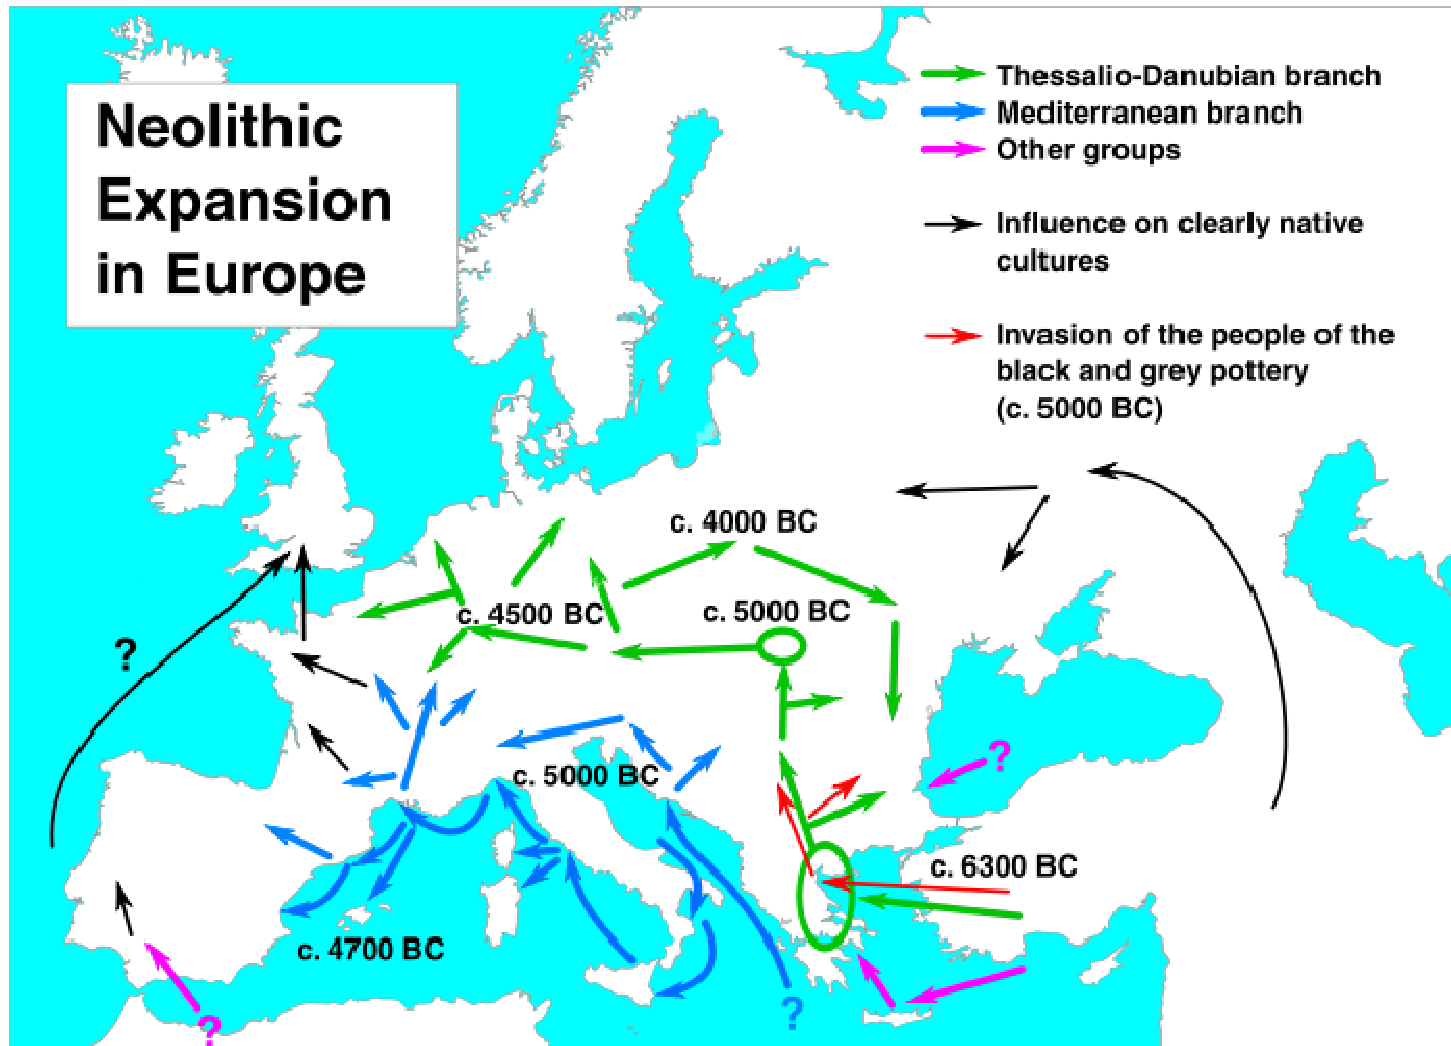 Neolithic
Expansion
in Europe
Thessalio-Danubian branch
Mediterranean branch
Other groups
Influence on clearly native
cultures
Invasion of the people of the
black and grey pottery
(c. 5000 BC)
c. 4000 BC
c. 4500 BC
c. 5000 BC
?
?
c. 5000 BC
c. 6300 BC
c. 4700 BC
?
?